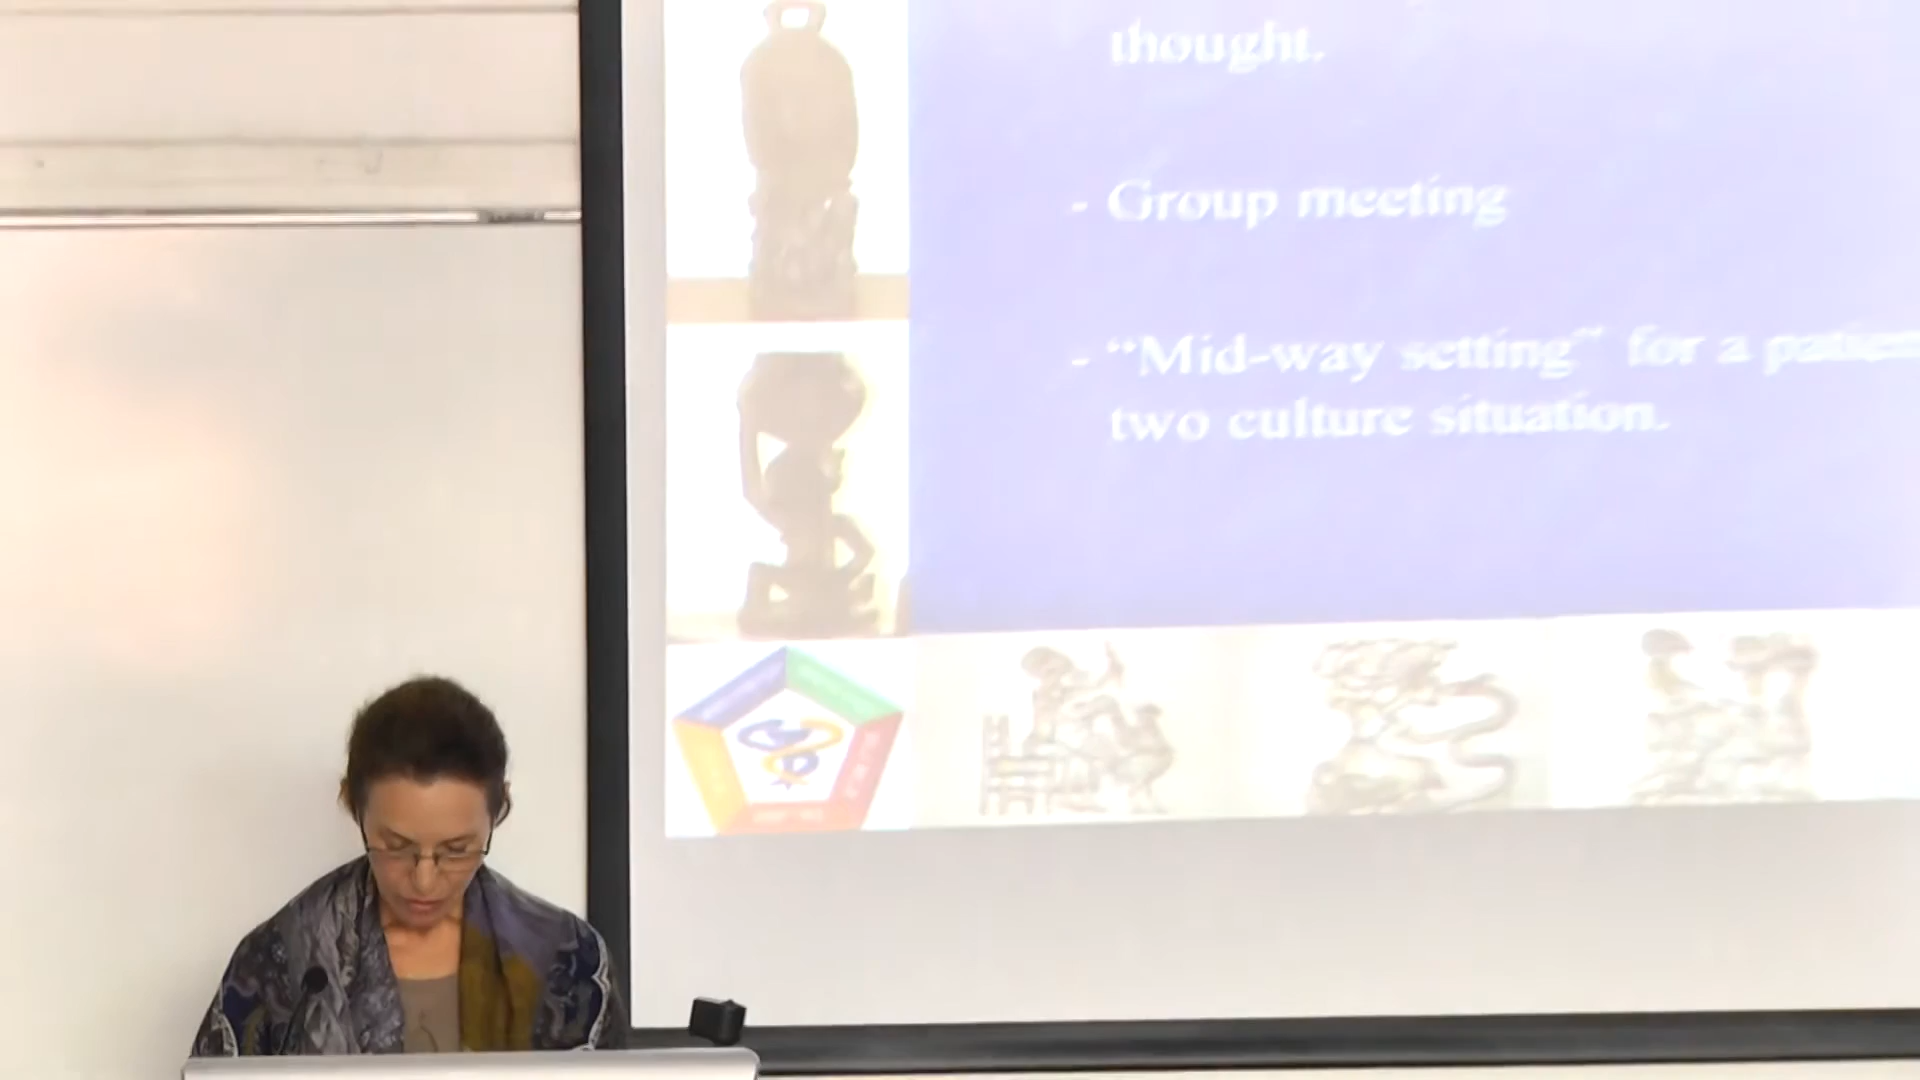 thought.
- Group meeting
- “Mid-way setting” for a
two culture situation.